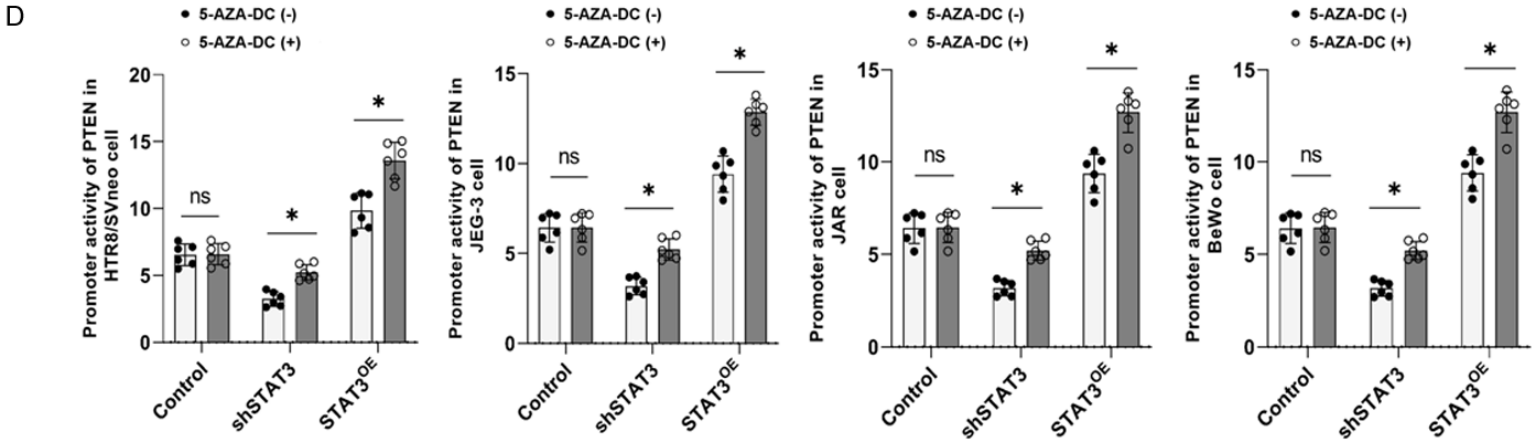 D
5-AZA-DC (-)
5-AZA-DC (+)
Promoter activity of PTEN in
HTR8/SVneo cell
20
15
10
5
0
ns
*
*
Control
shSTAT3
STAT3OE
5-AZA-DC (-)
5-AZA-DC (+)
Promoter activity of PTEN in
JEG-3 cell
15
10
5
0
ns
*
*
Control
shSTAT3
STAT3OE
5-AZA-DC (-)
5-AZA-DC (+)
Promoter activity of PTEN in
JAR cell
15
10
5
0
ns
*
*
Control
shSTAT3
STAT3OE
5-AZA-DC (-)
5-AZA-DC (+)
Promoter activity of PTEN in
BeWo cell
15
10
5
0
ns
*
*
Control
shSTAT3
STAT3OE